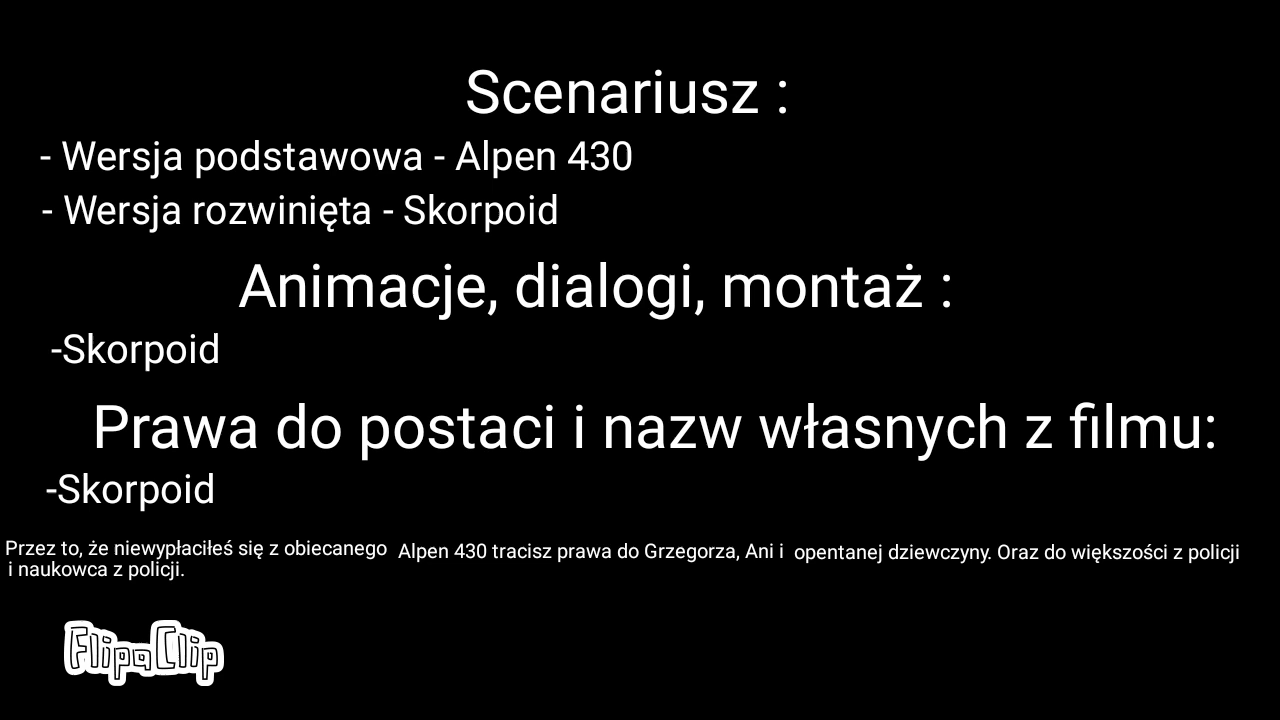 Scenariusz :
- Wersja podstawowa - Alpen 430
- Wersja rozwinięta - Skorpoid
Animacje, dialogi, montaż :
-Skorpoid
Prawa do postaci i nazw własnych z filmu:
-Skorpoid
Przez to, że niewypłaciłeś się z obiecanego Alpen 430 tracisz prawa do Grzegorza, Ani i opentanej dziewczyny. Oraz do większości z policji
i naukowca z policji.
FlipaClip